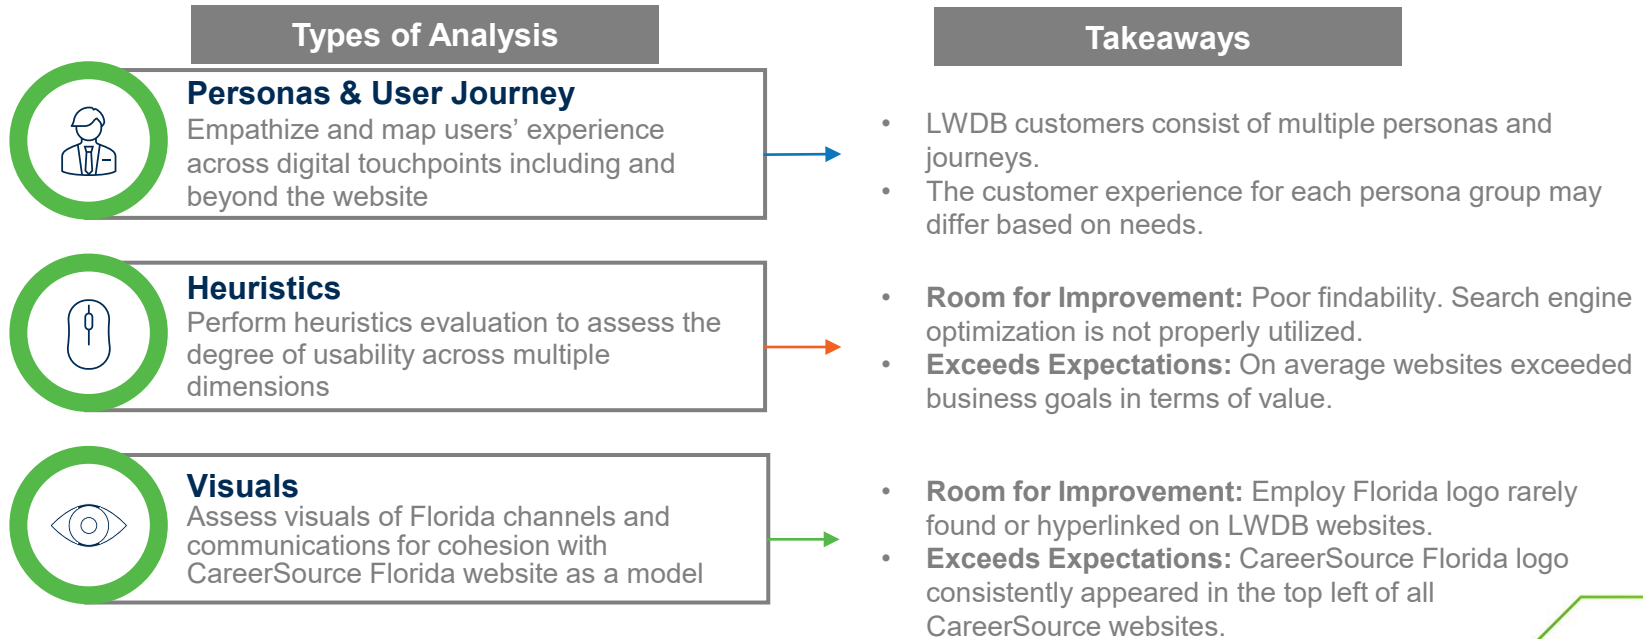 Types of Analysis
Takeaways
Personas & User Journey
Empathize and map users’ experience
across digital touchpoints including and
beyond the website
• LWDB customers consist of multiple personas and
journeys.
• The customer experience for each persona group may
differ based on needs.
Heuristics
Perform heuristics evaluation to assess the
degree of usability across multiple
dimensions
• Room for Improvement: Poor findability. Search engine
optimization is not properly utilized.
• Exceeds Expectations: On average websites exceeded
business goals in terms of value.
Visuals
Assess visuals of Florida channels and
communications for cohesion with
CareerSource Florida website as a model
• Room for Improvement: Employ Florida logo rarely
found or hyperlinked on LWDB websites.
• Exceeds Expectations: CareerSource Florida logo
consistently appeared in the top left of all
CareerSource websites.